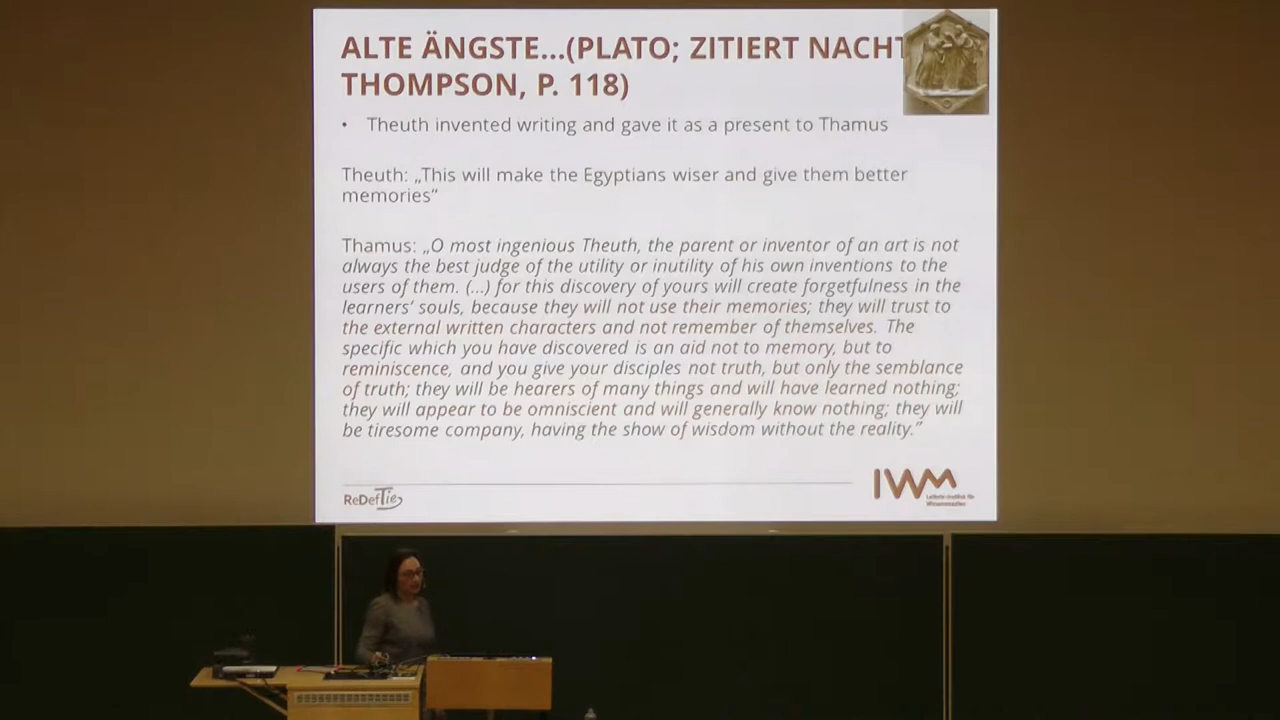 ALTE ÄNGSTE...(PLATO; ZITIERT NACHT
THOMPSON, P. 118)
• Theuth invented writing and gave it as a present to Thamus
Theuth: „This will make the Egyptians wiser and give them better
memories“
Thamus: „O most ingenious Theuth, the parent or inventor of an art is not
always the best judge of the utility or inutility of his own inventions to the
users of them. (...) for this discovery of yours will create forgetfulness in the
learners‘ souls, because they will not use their memories; they will trust to
the external written characters and not remember of themselves. The
specific which you have discovered is an aid not to memory, but to
reminiscence, and you give your disciples not truth, but only the semblance
of truth; they will be hearers of many things and will have learned nothing;
they will appear to be omniscient and will generally know nothing; they will
be tiresome company, having the show of wisdom without the reality.”
ReDefTie
IWM
Leibniz-Institut für
Wissensmedien